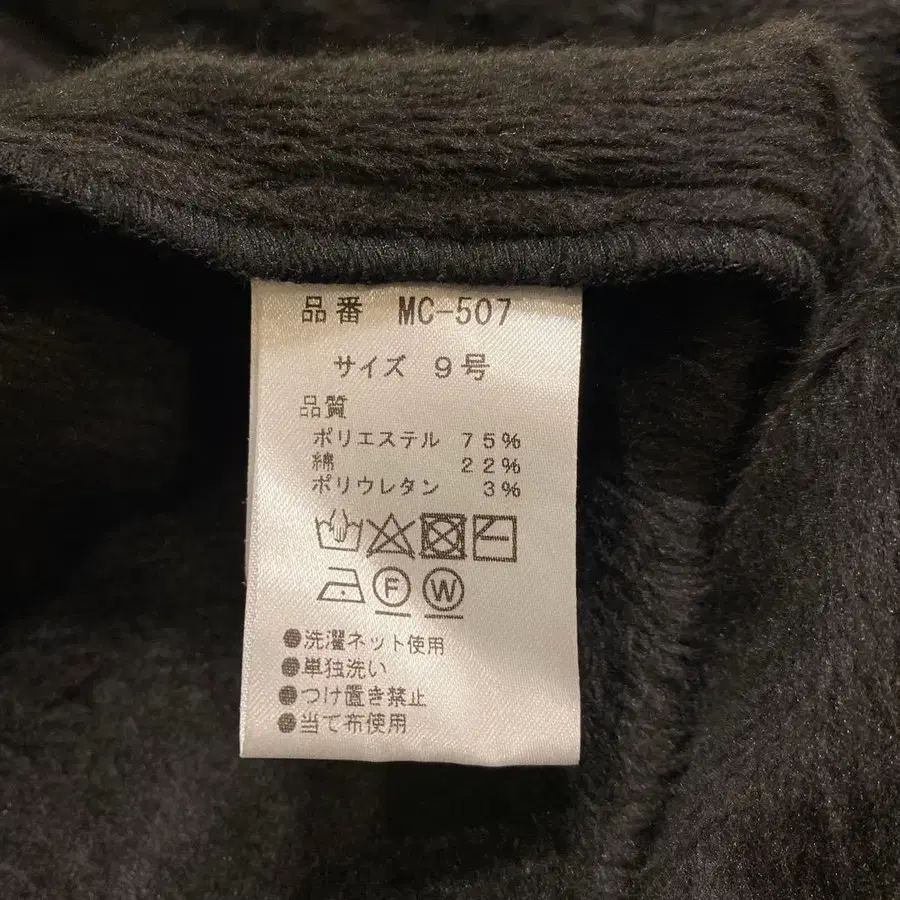 品番 MC-507
サイズ 9号
品質
ポリエステル 75%
綿 22%
ポリウレタン 3%
F W
●洗濯ネット使用
●単独洗い
●つけ置き禁止
●当て布使用